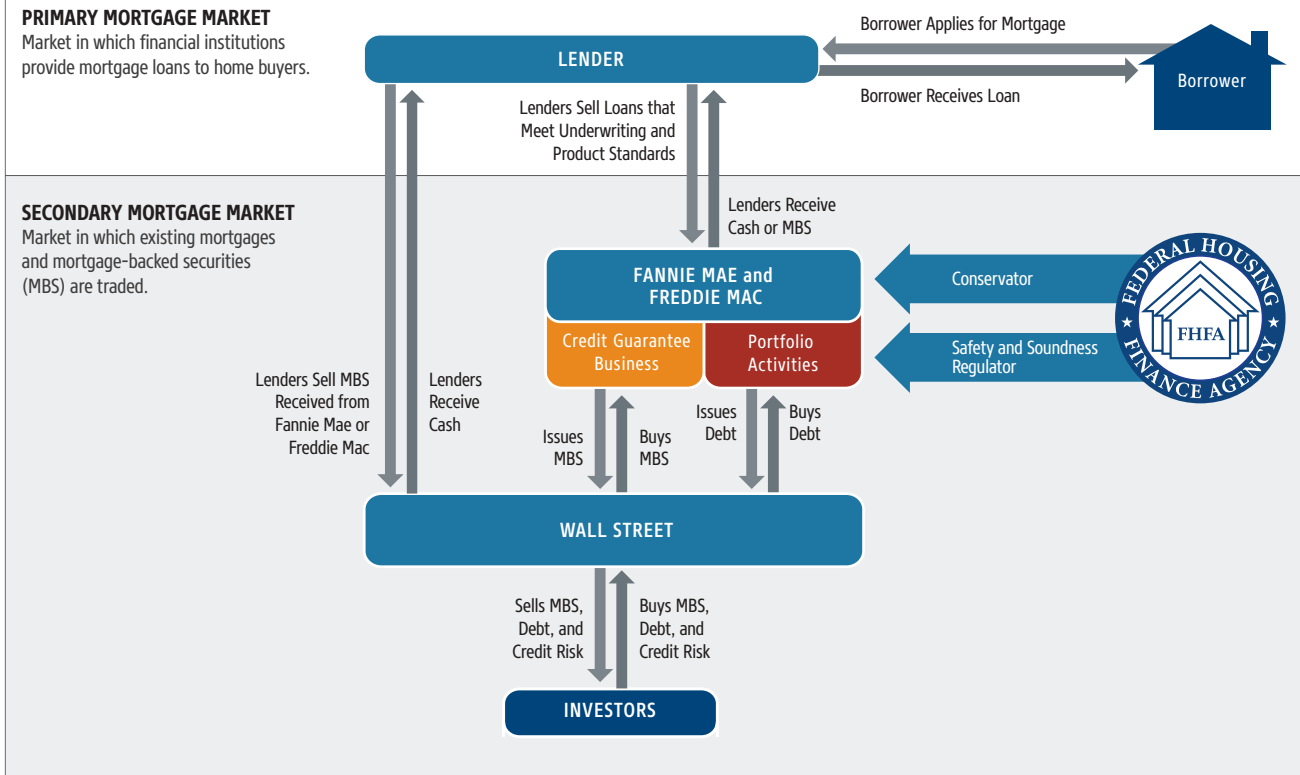 PRIMARY MORTGAGE MARKET
Market in which financial institutions
provide mortgage loans to home buyers.
LENDER
Borrower Applies for Mortgage
Borrower Receives Loan
Borrower
Lenders Sell Loans that
Meet Underwriting and
Product Standards
SECONDARY MORTGAGE MARKET
Market in which existing mortgages
and mortgage-backed securities
(MBS) are traded.
Lenders Receive
Cash or MBS
FANNIE MAE and
FREDDIE MAC
Credit Guarantee
Business
Portfolio
Activities
Conservator
Safety and Soundness
Regulator
FEDERAL HOUSING
FHFA
FINANCE AGENCY
Lenders Sell MBS
Received from
Fannie Mae or
Freddie Mac
Lenders
Receive
Cash
Issues
MBS
Buys
MBS
Issues
Debt
Buys
Debt
WALL STREET
Sells MBS,
Debt, and
Credit Risk
Buys MBS,
Debt, and
Credit Risk
INVESTORS